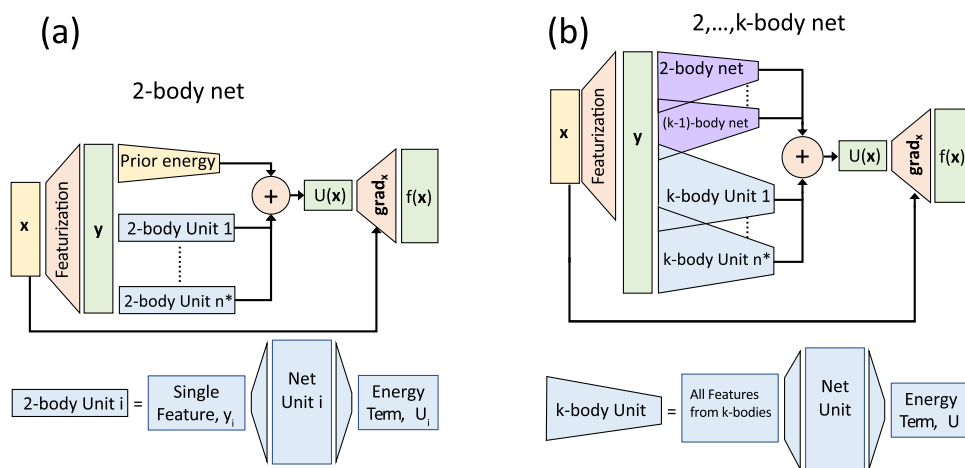 (a)
2-body net
x
Featurization
y
Prior energy
2-body Unit 1
2-body Unit n*
+
U(x)
grad_x
f(x)
2-body Unit i
=
Single
Feature, y_i
Net
Unit i
Energy
Term, U_i
(b)
2,...,k-body net
x
Featurization
y
2-body net
(k-1)-body net
k-body Unit 1
k-body Unit n*
+
U(x)
grad_x
f(x)
k-body Unit
=
All Features
from k-bodies
Net
Unit
Energy
Term, U